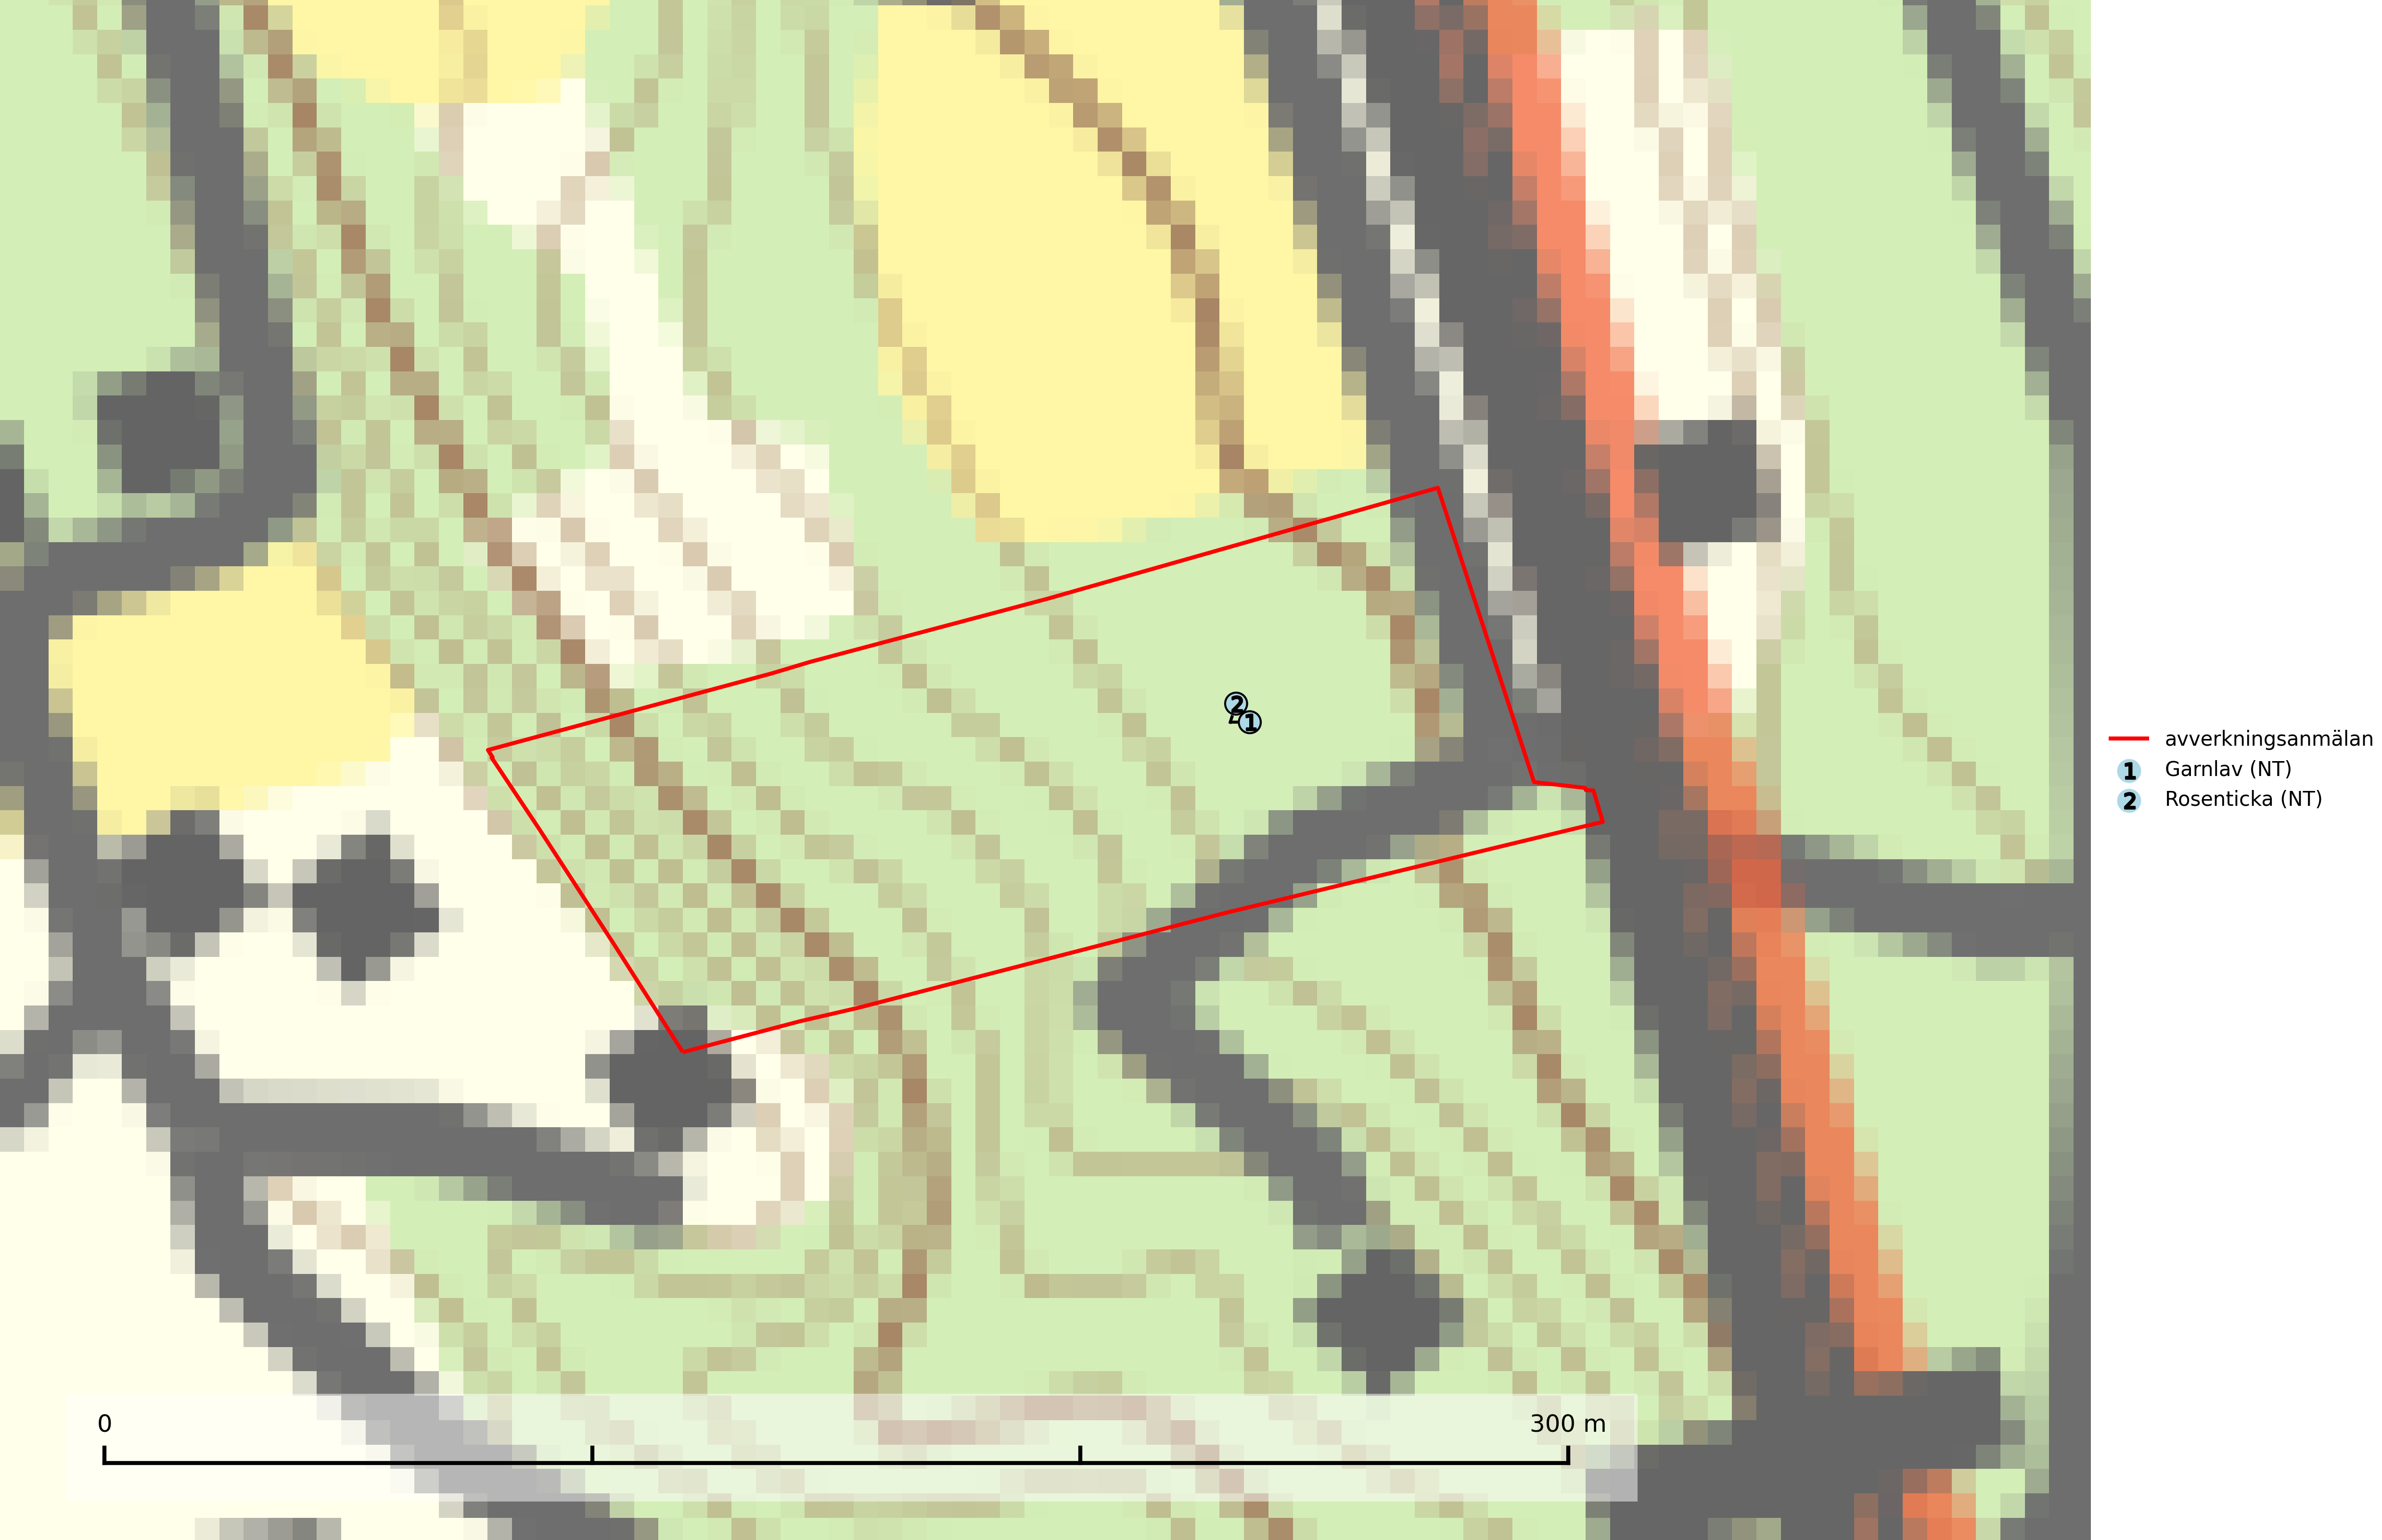 2
1
avverkningsanmälan
1 Garnlav (NT)
2 Rosenticka (NT)
0 300 m